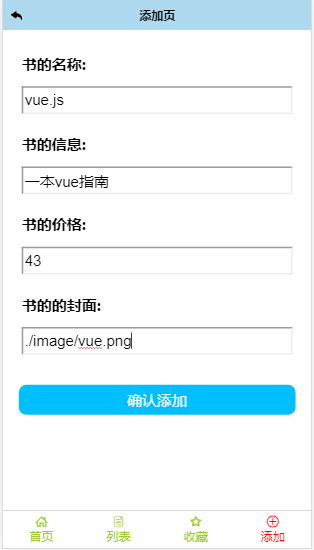 添加页
书的名称:
vue.js
书的信息:
一本vue指南
书的价格:
43
书的的封面:
./image/vue.png
确认添加
首页 列表 收藏 添加